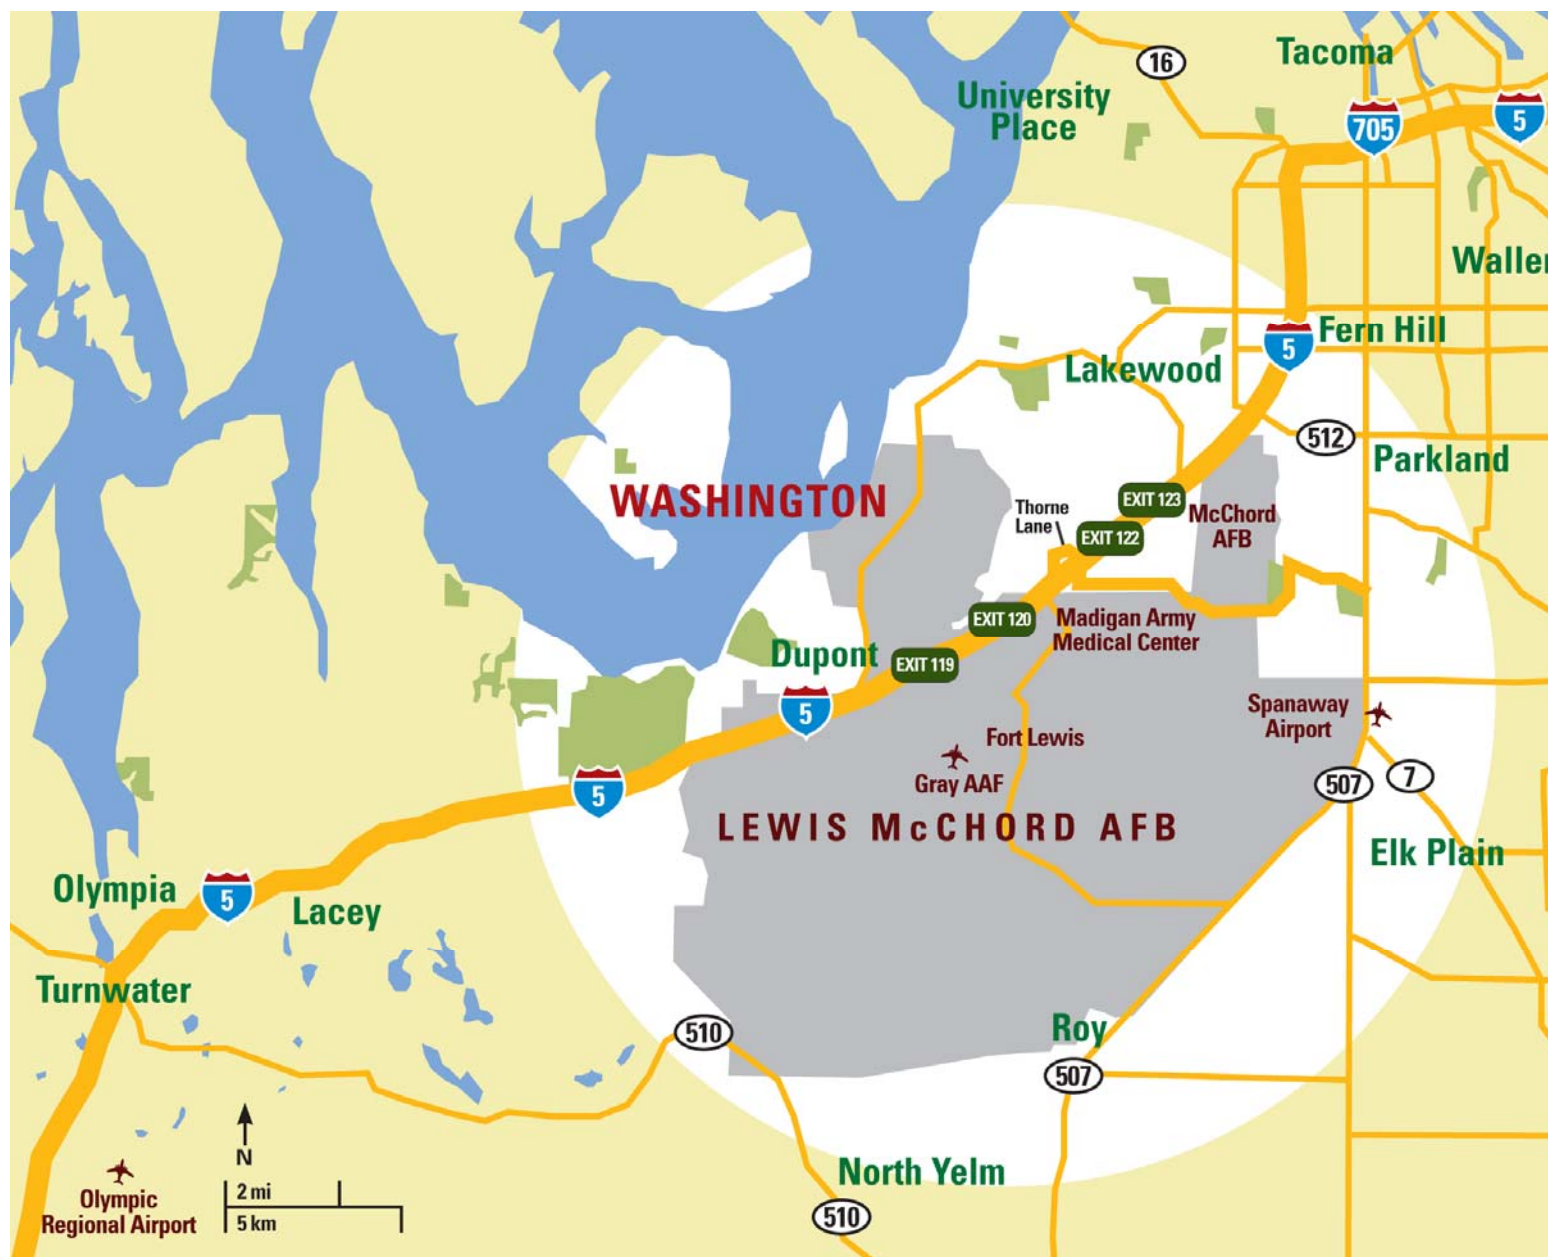 Tacoma
16
University
Place
705
5
Waller
Fern Hill
5
Lakewood
512
Parkland
WASHINGTON
Thorne
Lane
EXIT 123
McChord
AFB
EXIT 122
EXIT 120
Madigan Army
Medical Center
Dupont
EXIT 119
5
Spanaway
Airport
Fort Lewis
Gray AAF
507
7
5
LEWIS McCHORD AFB
Elk Plain
Olympia
5
Lacey
Turnwater
510
Roy
507
N
North Yelm
2 mi
5 km
Olympic
Regional Airport
510